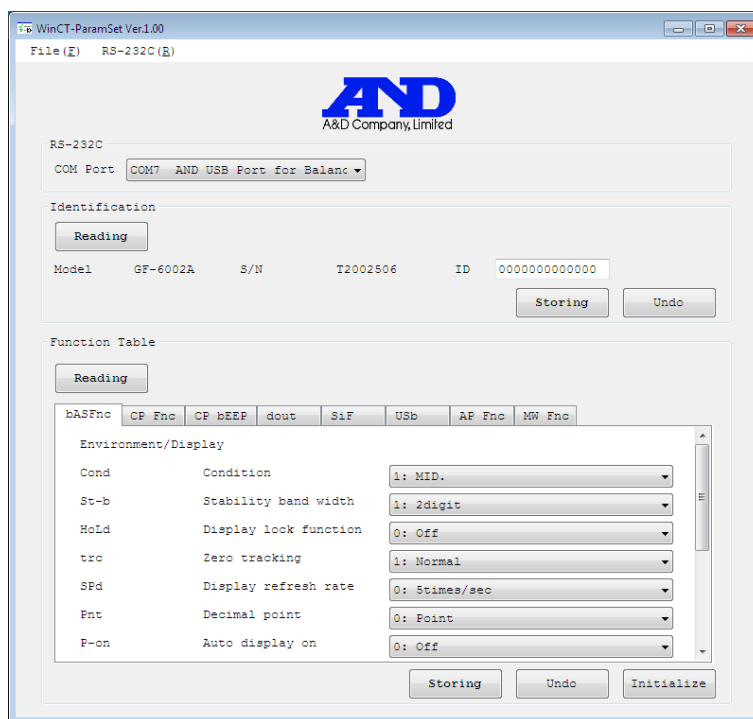 WinCT-ParamSet Ver.1.00
File(F) RS-232C(R)
AND
A&D Company, Limited
RS-232C
COM Port COM7 AND USB Port for Balanc
Identification
Reading
Model GF-6002A S/N T2002506 ID 0000000000000
Storing Undo
Function Table
Reading
bASFnc CP Fnc CP bEEP dout SiF USb AP Fnc MW Fnc
Environment/Display
Cond Condition 1: MID.
St-b Stability band width 1: 2digit
HoLd Display lock function 0: Off
trc Zero tracking 1: Normal
SPd Display refresh rate 0: 5times/sec
Pnt Decimal point 0: Point
P-on Auto display on 0: Off
Storing Undo Initialize